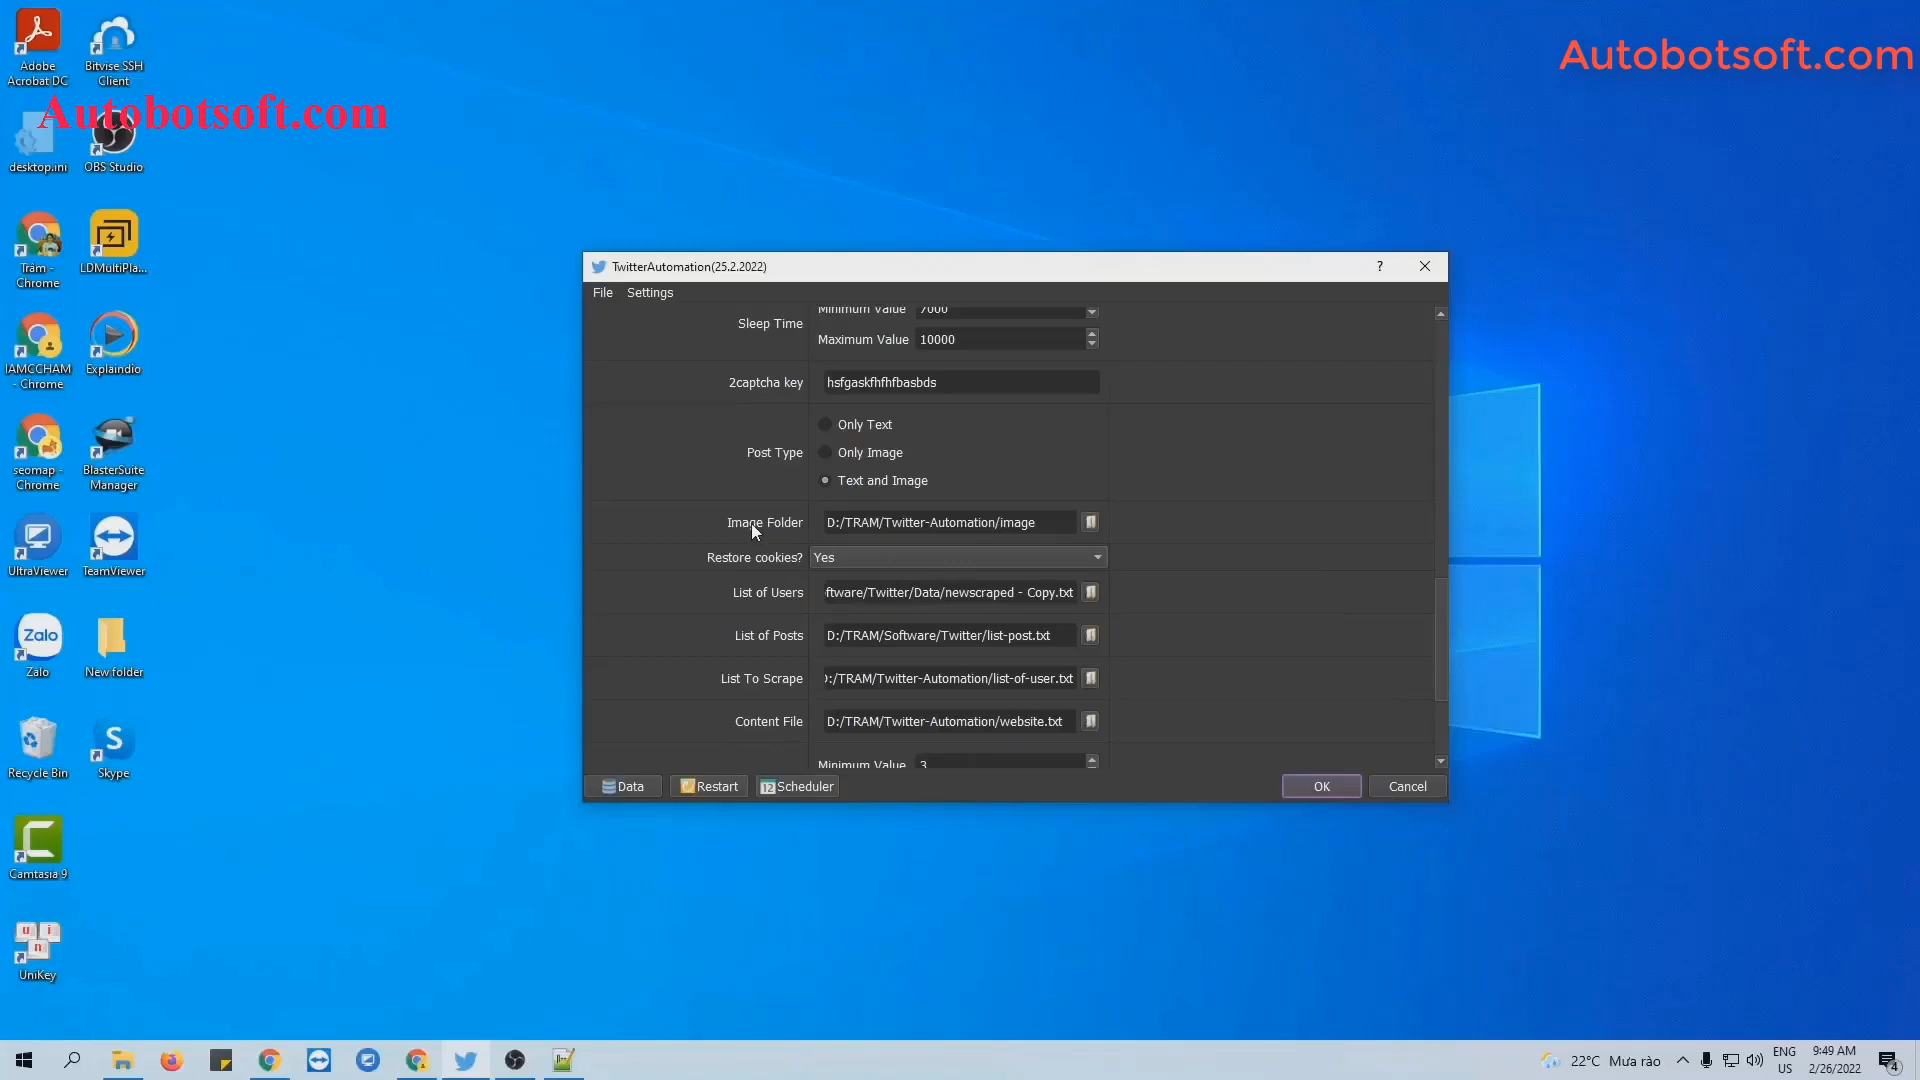 Adobe
Acrobat DC
Bitvise SSH
Client
Autobotsoft.com
Autobotsoft.com
desktop.ini
OBS Studio
Trâm -
Chrome
LDMultiPla...
IAMCCHAM
- Chrome
Explaindio
seomap -
Chrome
BlasterSuite
Manager
UltraViewer
TeamViewer
Zalo
Zalo
New folder
Recycle Bin
Skype
Camtasia 9
u i
n
UniKey
TwitterAutomation(25.2.2022)
?
File Settings
Sleep Time
Minimum Value 7000
Maximum Value 10000
2captcha key hsfgaskfhfhfbasbds
Post Type
Only Text
Only Image
Text and Image
Image Folder D:/TRAM/Twitter-Automation/image
Restore cookies? Yes
List of Users ftware/Twitter/Data/newscraped - Copy.txt
List of Posts D:/TRAM/Software/Twitter/list-post.txt
List To Scrape :/TRAM/Twitter-Automation/list-of-user.txt
Content File D:/TRAM/Twitter-Automation/website.txt
Minimum Value 3
Data Restart 12 Scheduler OK Cancel
22°C Mưa rào
ENG
US
9:49 AM
2/26/2022
4